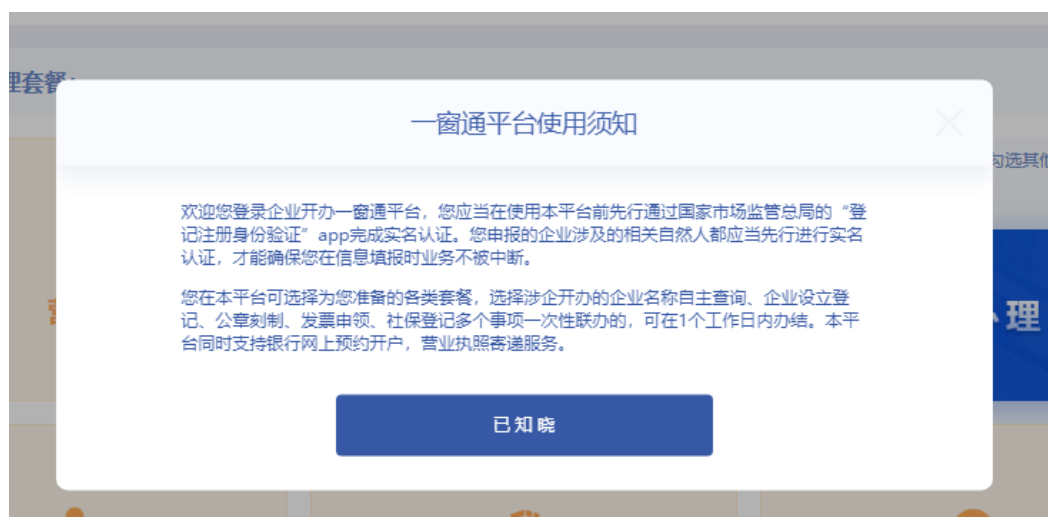 理套餐：
一窗通平台使用须知
勾选其他
欢迎您登录企业开办一窗通平台，您应当在使用本平台前先行通过国家市场监管总局的“登
记注册身份验证”app完成实名认证。您申报的企业涉及的相关自然人都应当先行进行实名
认证，才能确保您在信息填报时业务不被中断。
您在本平台可选择为您准备的各类套餐，选择涉企开办的企业名称自主查询、企业设立登
记、公章刻制、发票申领、社保登记多个事项一次性联办的，可在1个工作日内办结。本平
台同时支持银行网上预约开户，营业执照寄递服务。
理
已知晓